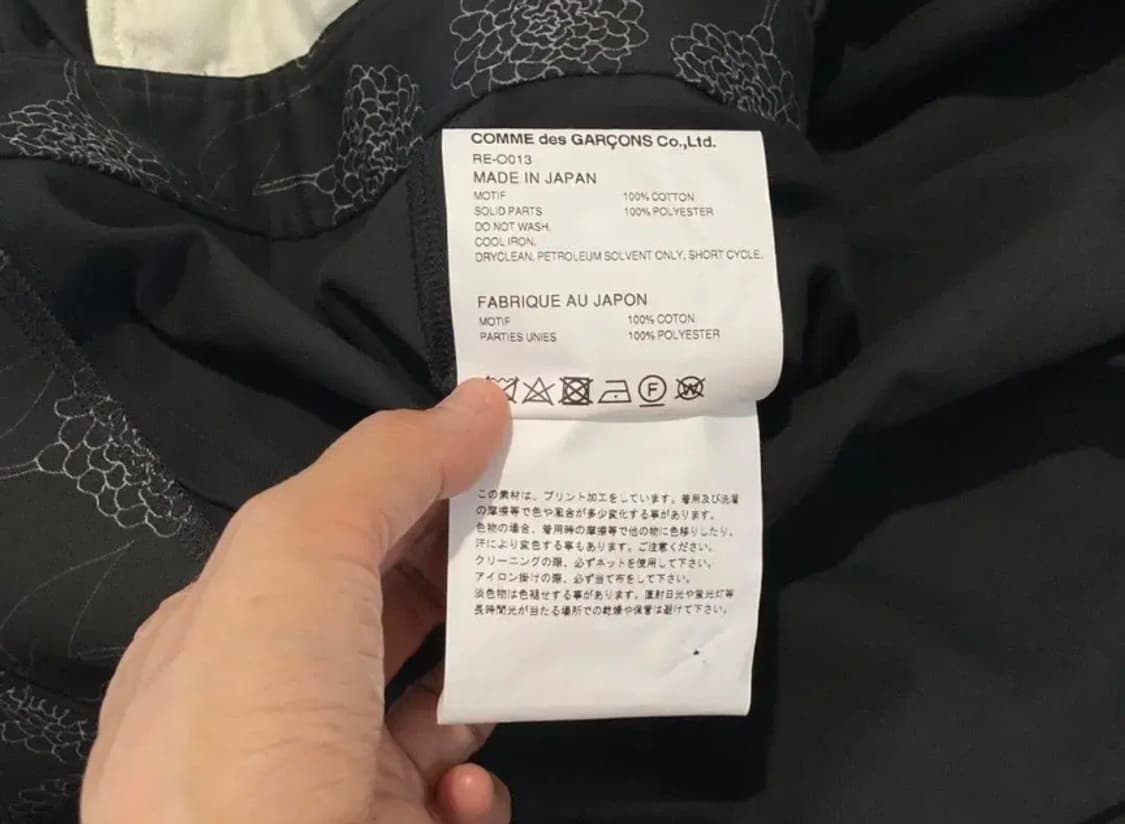 COMME des GARÇONS Co.,Ltd.
RE-O013
MADE IN JAPAN
MOTIF 100% COTTON
SOLID PARTS 100% POLYESTER
DO NOT WASH.
COOL IRON.
DRYCLEAN, PETROLEUM SOLVENT ONLY, SHORT CYCLE.
FABRIQUE AU JAPON
MOTIF 100% COTON
PARTIES UNIES 100% POLYESTER
F W
この素材は、プリント加工をしています。着用及び洗濯
の摩擦等で色や風合が多少変化する事があります。
色物の場合、着用時の摩擦等で他の物に色移りしたり、
汗により変色する事もあります。ご注意ください。
クリーニングの際、必ずネットを使用して下さい。
アイロン掛けの際、必ず当て布をして下さい。
淡色物は色褪せする事があります。直射日光や蛍光灯等
長時間光が当たる場所での乾燥や保管は避けて下さい。